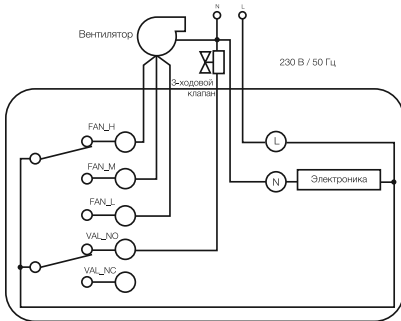 N L
Вентилятор
230 В / 50 Гц
3-ходовой
клапан
FAN_H
L
FAN_M
N
Электроника
FAN_L
VAL_NO
VAL_NC